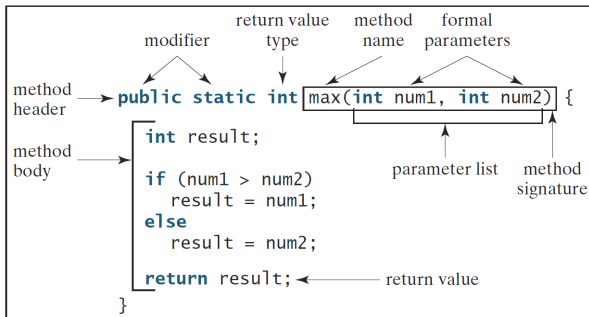 return value type
method name
formal parameters
modifier
method header
public static int max(int num1, int num2) {
method body
int result;
parameter list
method signature
if (num1 > num2)
result = num1;
else
result = num2;
return result;
return value
}